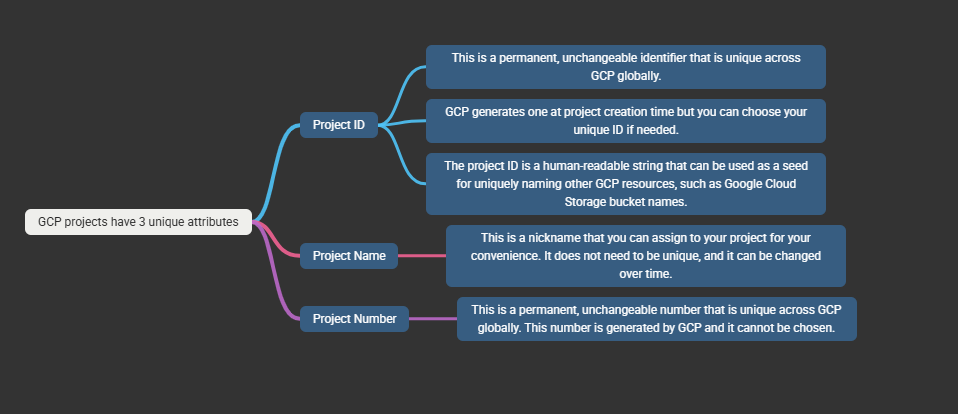 GCP projects have 3 unique attributes
Project ID
This is a permanent, unchangeable identifier that is unique across
GCP globally.
GCP generates one at project creation time but you can choose your
unique ID if needed.
The project ID is a human-readable string that can be used as a seed
for uniquely naming other GCP resources, such as Google Cloud
Storage bucket names.
Project Name
This is a nickname that you can assign to your project for your
convenience. It does not need to be unique, and it can be changed
over time.
Project Number
This is a permanent, unchangeable number that is unique across GCP
globally. This number is generated by GCP and it cannot be chosen.